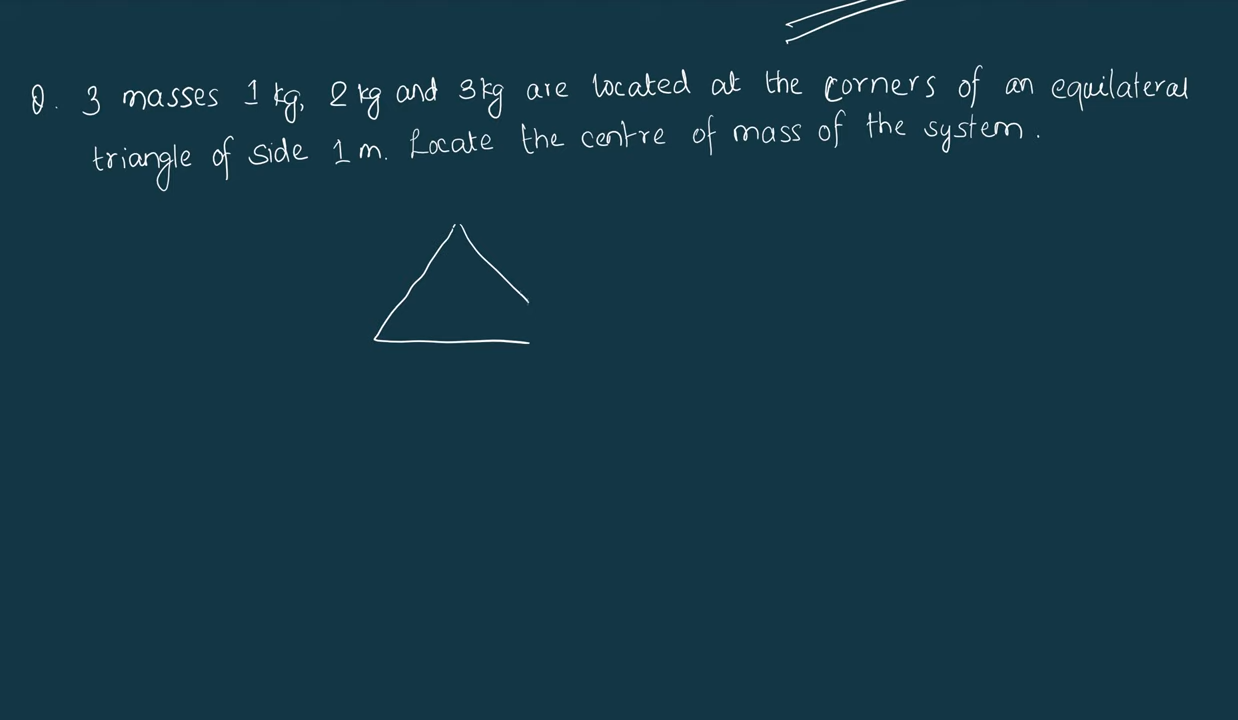 Q. 3 masses 1 kg, 2 kg and 3 kg are located at the corners of an equilateral
triangle of side 1 m. Locate the centre of mass of the system.